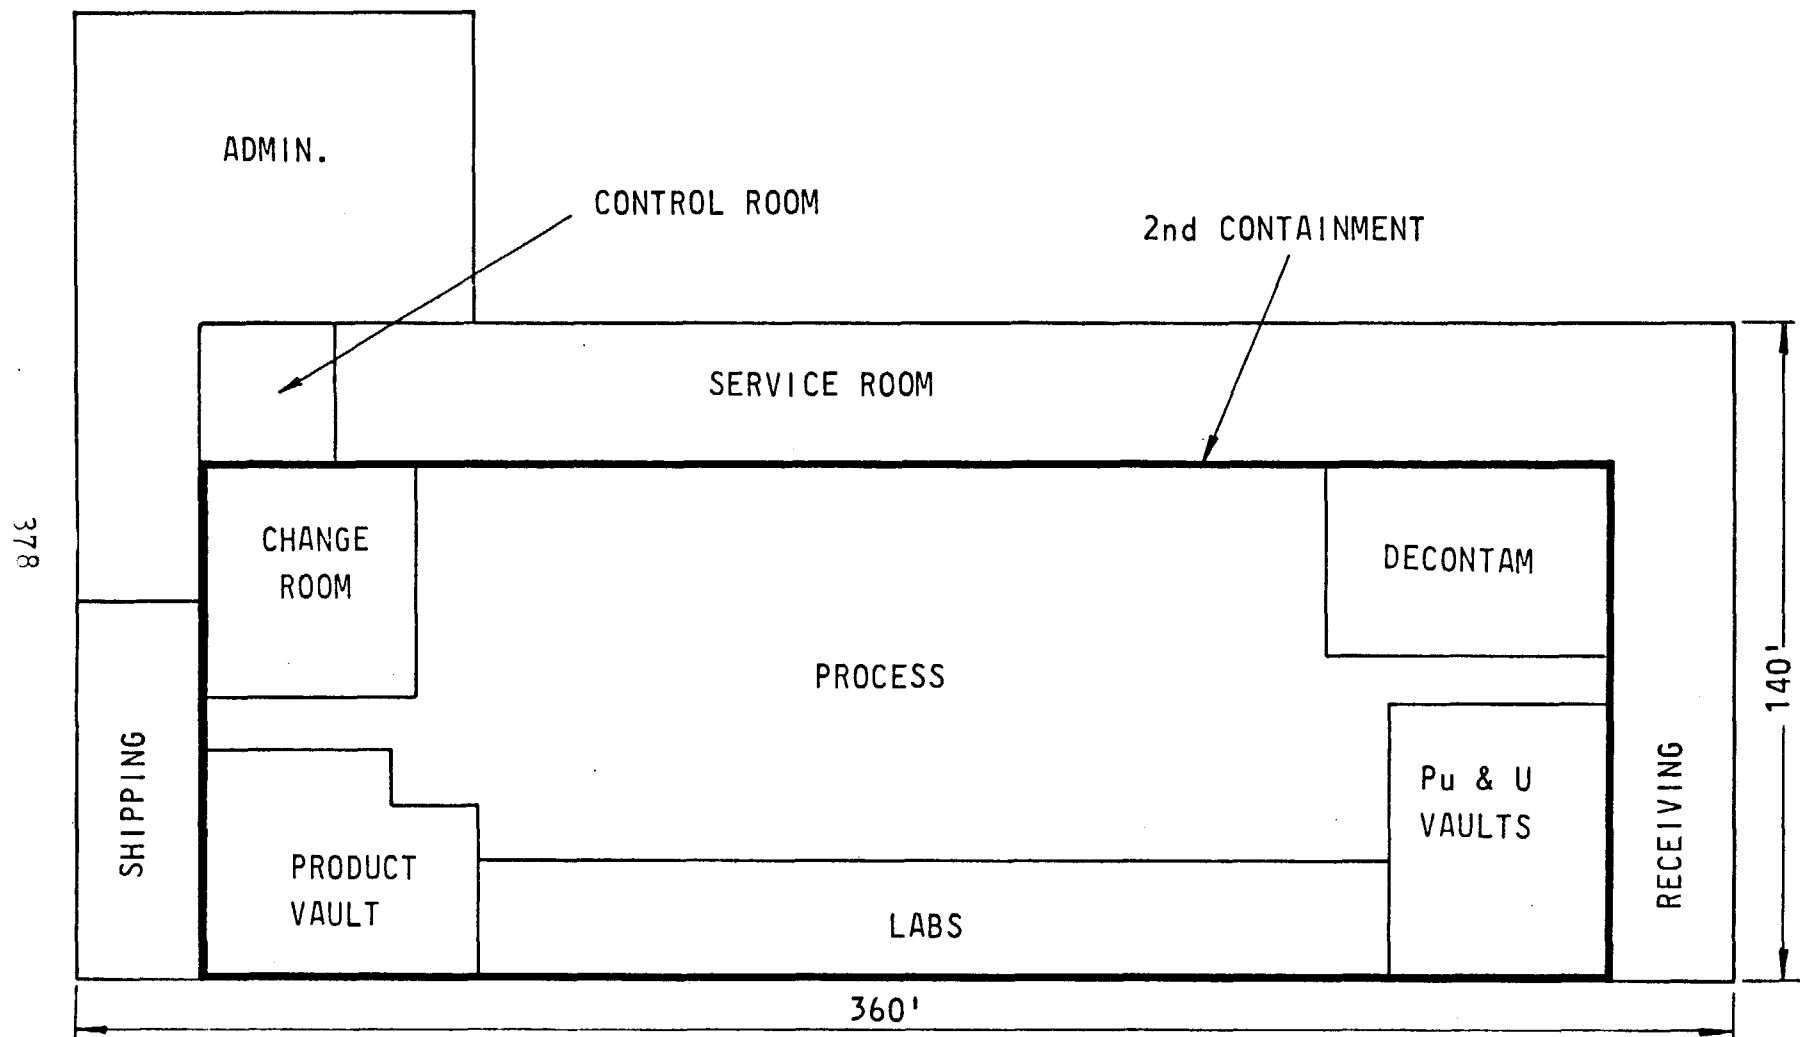 ADMIN.
CONTROL ROOM
2nd CONTAINMENT
SERVICE ROOM
CHANGE
ROOM
DECONTAM
PROCESS
SHIPPING
Pu & U
VAULTS
RECEIVING
140'
PRODUCT
VAULT
LABS
360'
378